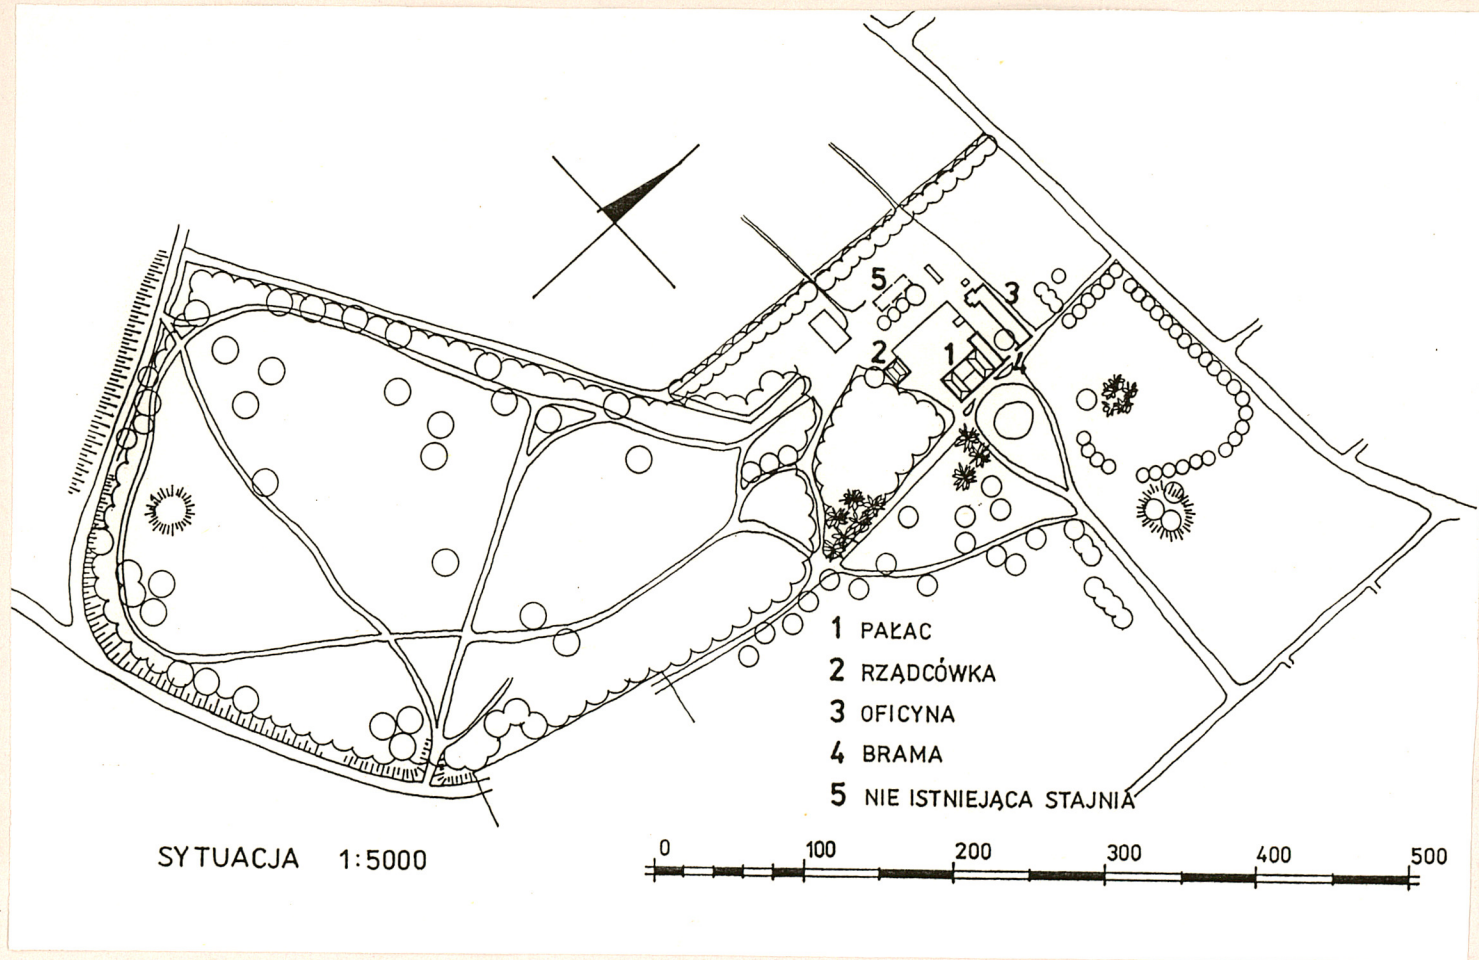 5
3
2
1
4
1 PAŁAC
2 RZĄDCÓWKA
3 OFICYNA
4 BRAMA
5 NIE ISTNIEJĄCA STAJNIA
SYTUACJA 1:5000
0 100 200 300 400 500